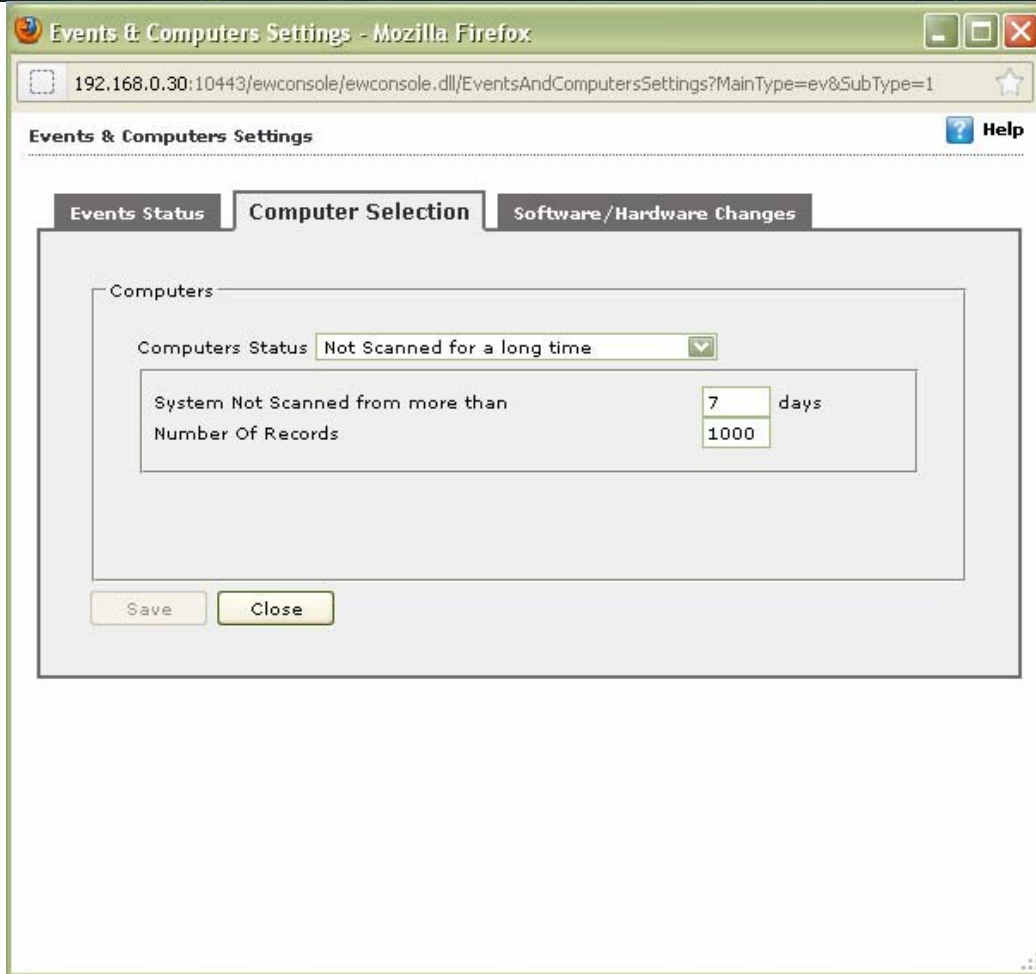 Events & Computers Settings - Mozilla Firefox
192.168.0.30:10443/ewconsole/ewconsole.dll/EventsAndComputersSettings?MainType=ev&SubType=1
Events & Computers Settings
? Help
Events Status Computer Selection Software/Hardware Changes
Computers
Computers Status Not Scanned for a long time
System Not Scanned from more than 7 days
Number Of Records 1000
Save Close